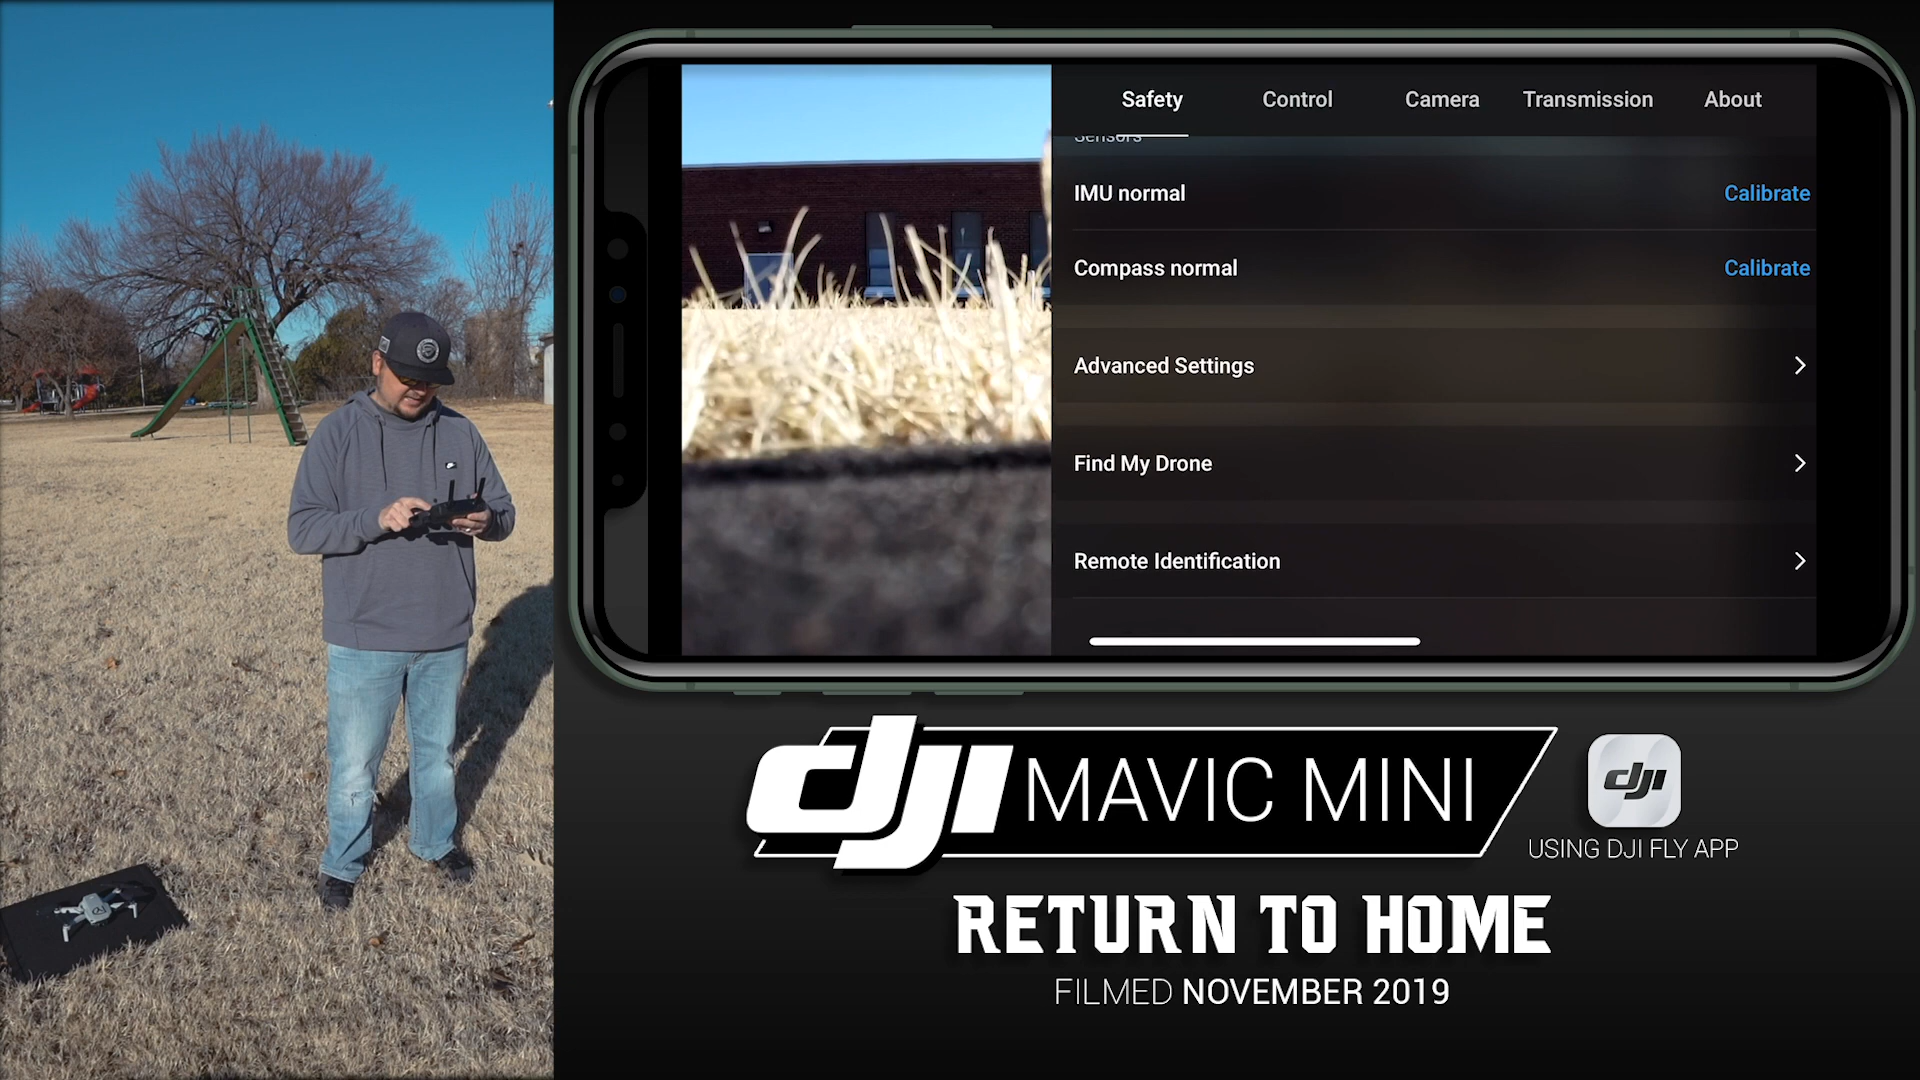 Safety Control Camera Transmission About
Sensors
IMU normal Calibrate
Compass normal Calibrate
Advanced Settings
Find My Drone
Remote Identification
dji MAVIC MINI
dji
USING DJI FLY APP
RETURN TO HOME
FILMED NOVEMBER 2019